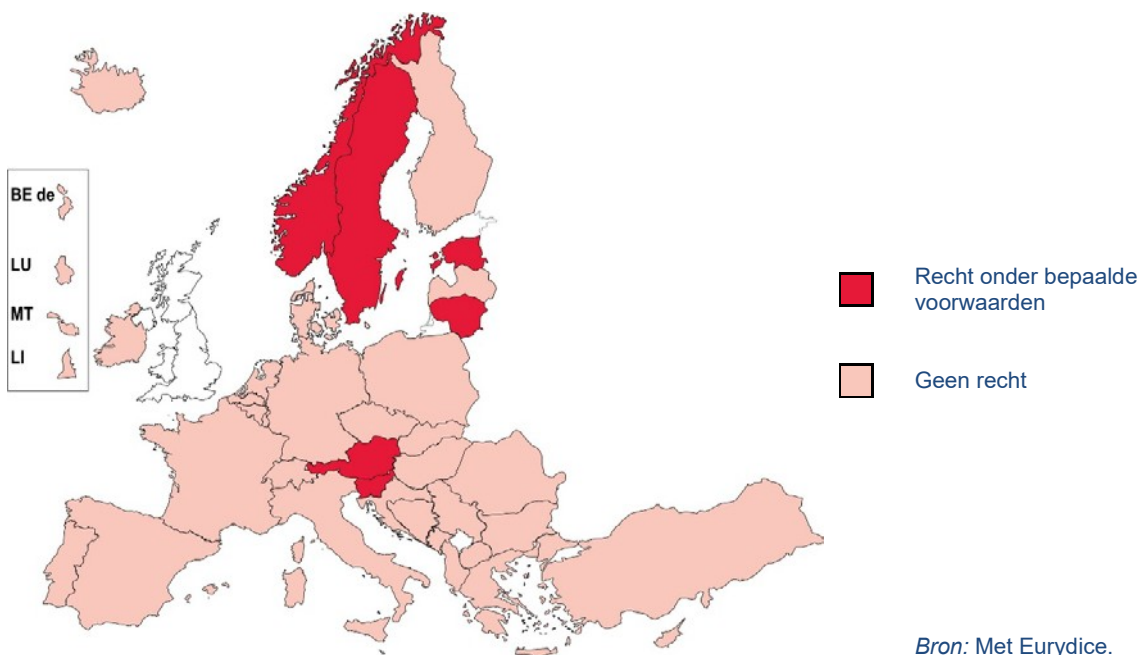 BE de
LU
MT
LI
Recht onder bepaalde
voorwaarden
Geen recht
Bron: Met Eurydice.